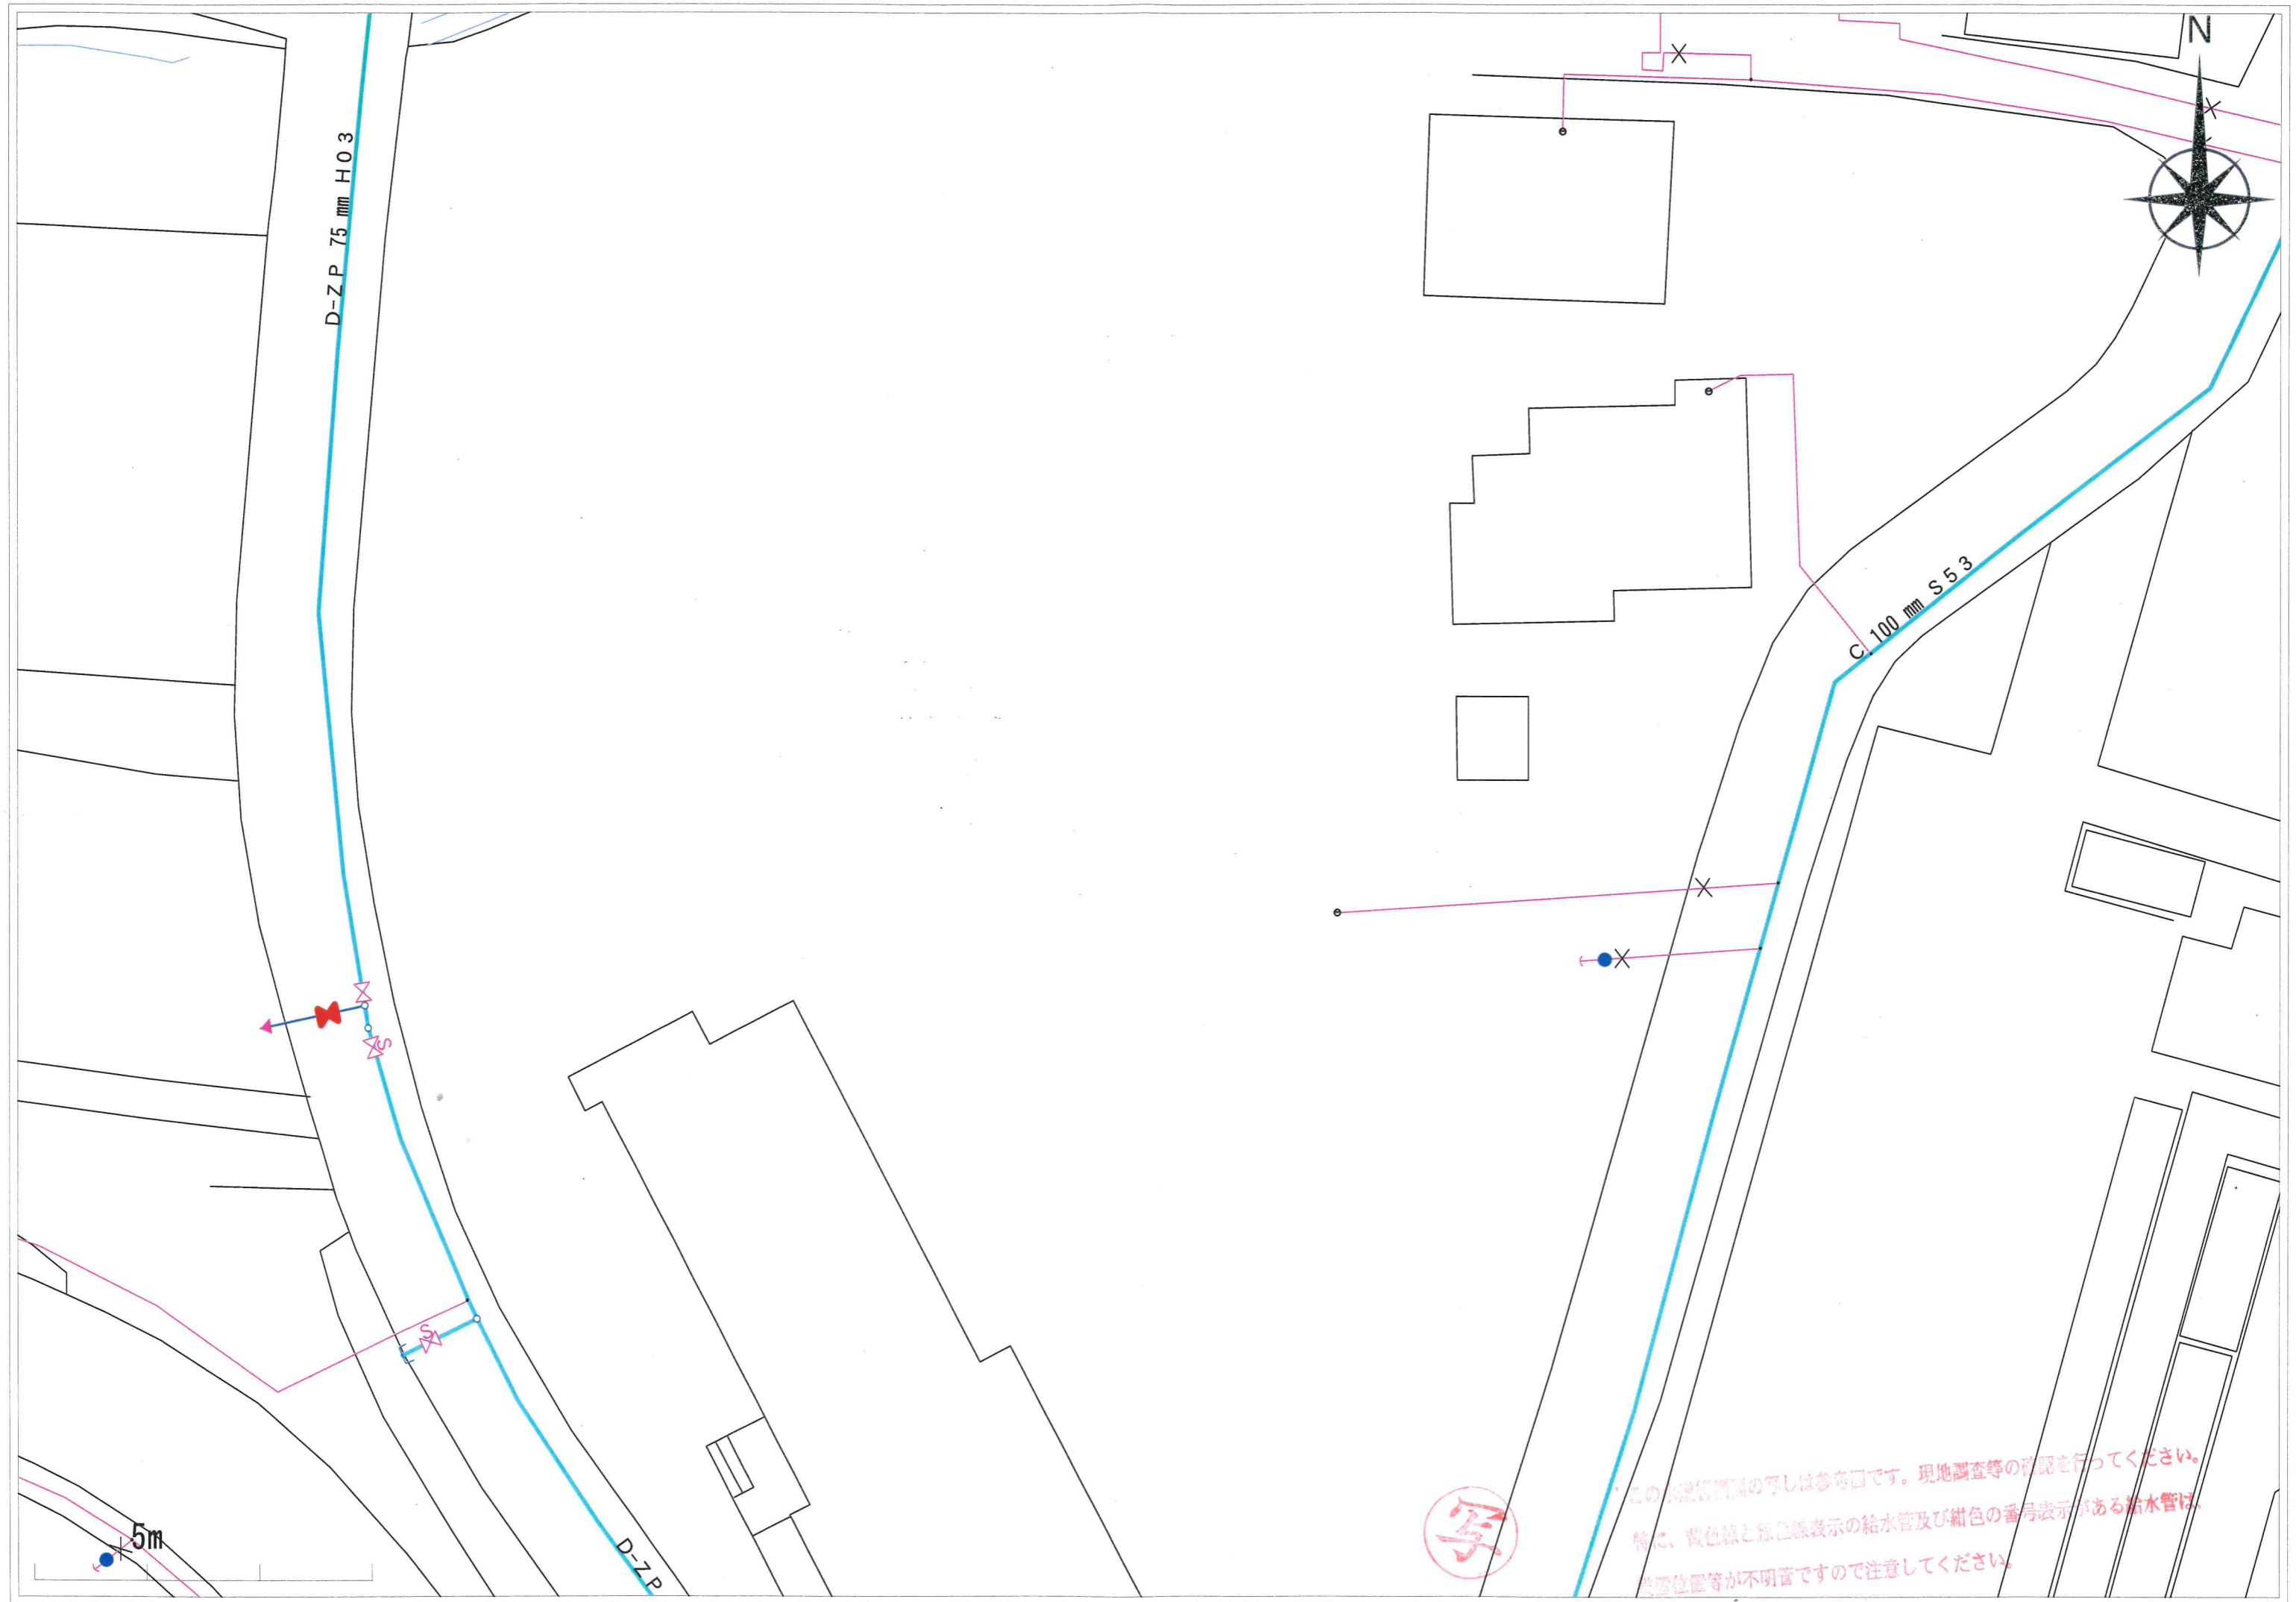 N
D-ZP 75 mm H03
C 100 mm S53
S
S
D-ZP
5m
写
この水道管網図の写しは参考図です。現地調査等の確認を行ってください。
特に、黄色線と緑色線表示の給水管及び紺色の番号表示がある給水管は、
位置等が不明管ですので注意してください。